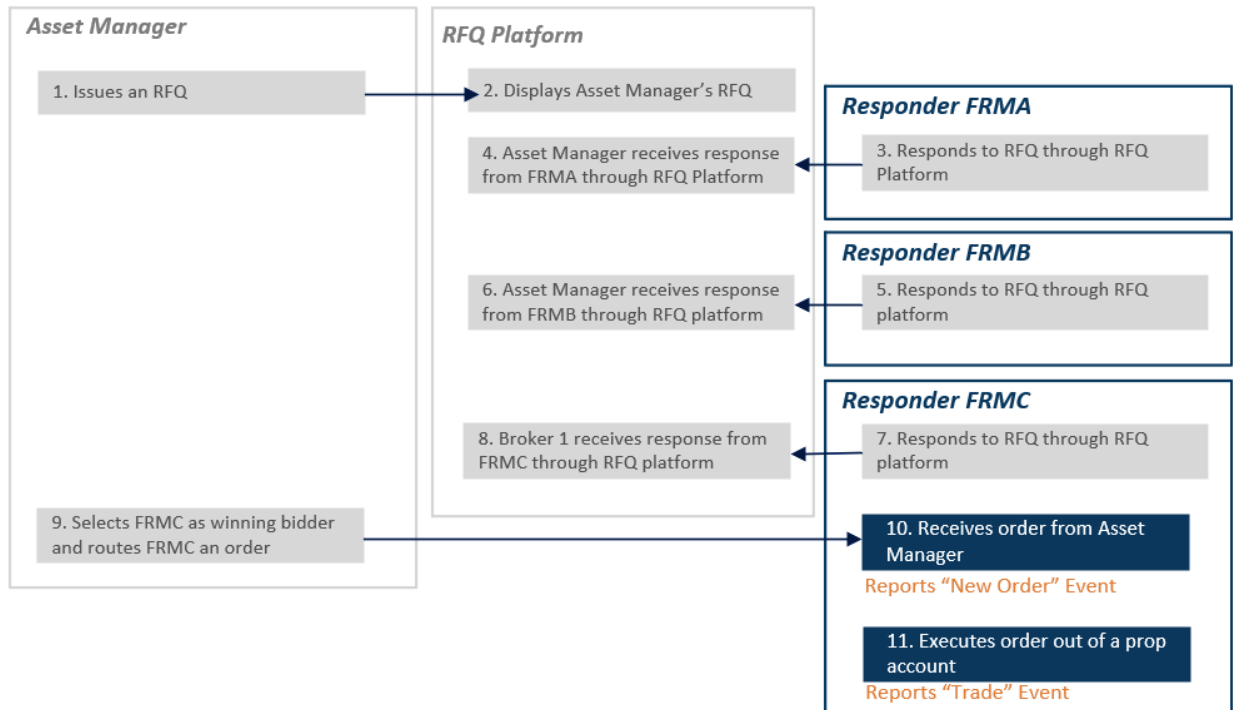 Asset Manager
RFQ Platform
1. Issues an RFQ
2. Displays Asset Manager's RFQ
Responder FRMA
4. Asset Manager receives response
from FRMA through RFQ Platform
3. Responds to RFQ through RFQ
Platform
Responder FRMB
6. Asset Manager receives response
from FRMB through RFQ platform
5. Responds to RFQ through RFQ
platform
Responder FRMC
8. Broker 1 receives response from
FRMC through RFQ platform
7. Responds to RFQ through RFQ
platform
9. Selects FRMC as winning bidder
and routes FRMC an order
10. Receives order from Asset
Manager
Reports “New Order” Event
11. Executes order out of a prop
account
Reports “Trade” Event